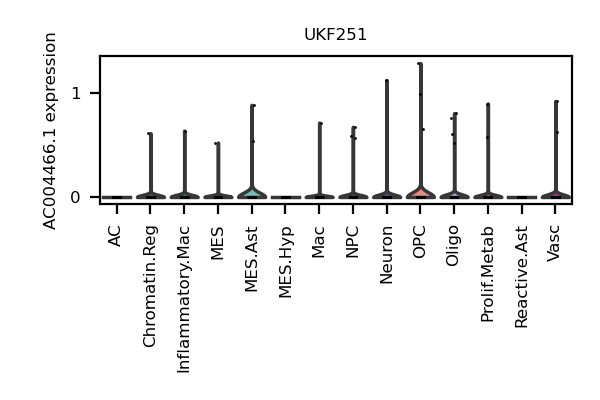 UKF251
AC004466.1 expression
1
0
AC
Chromatin.Reg
Inflammatory.Mac
MES
MES.Ast
MES.Hyp
Mac
NPC
Neuron
OPC
Oligo
Prolif.Metab
Reactive.Ast
Vasc